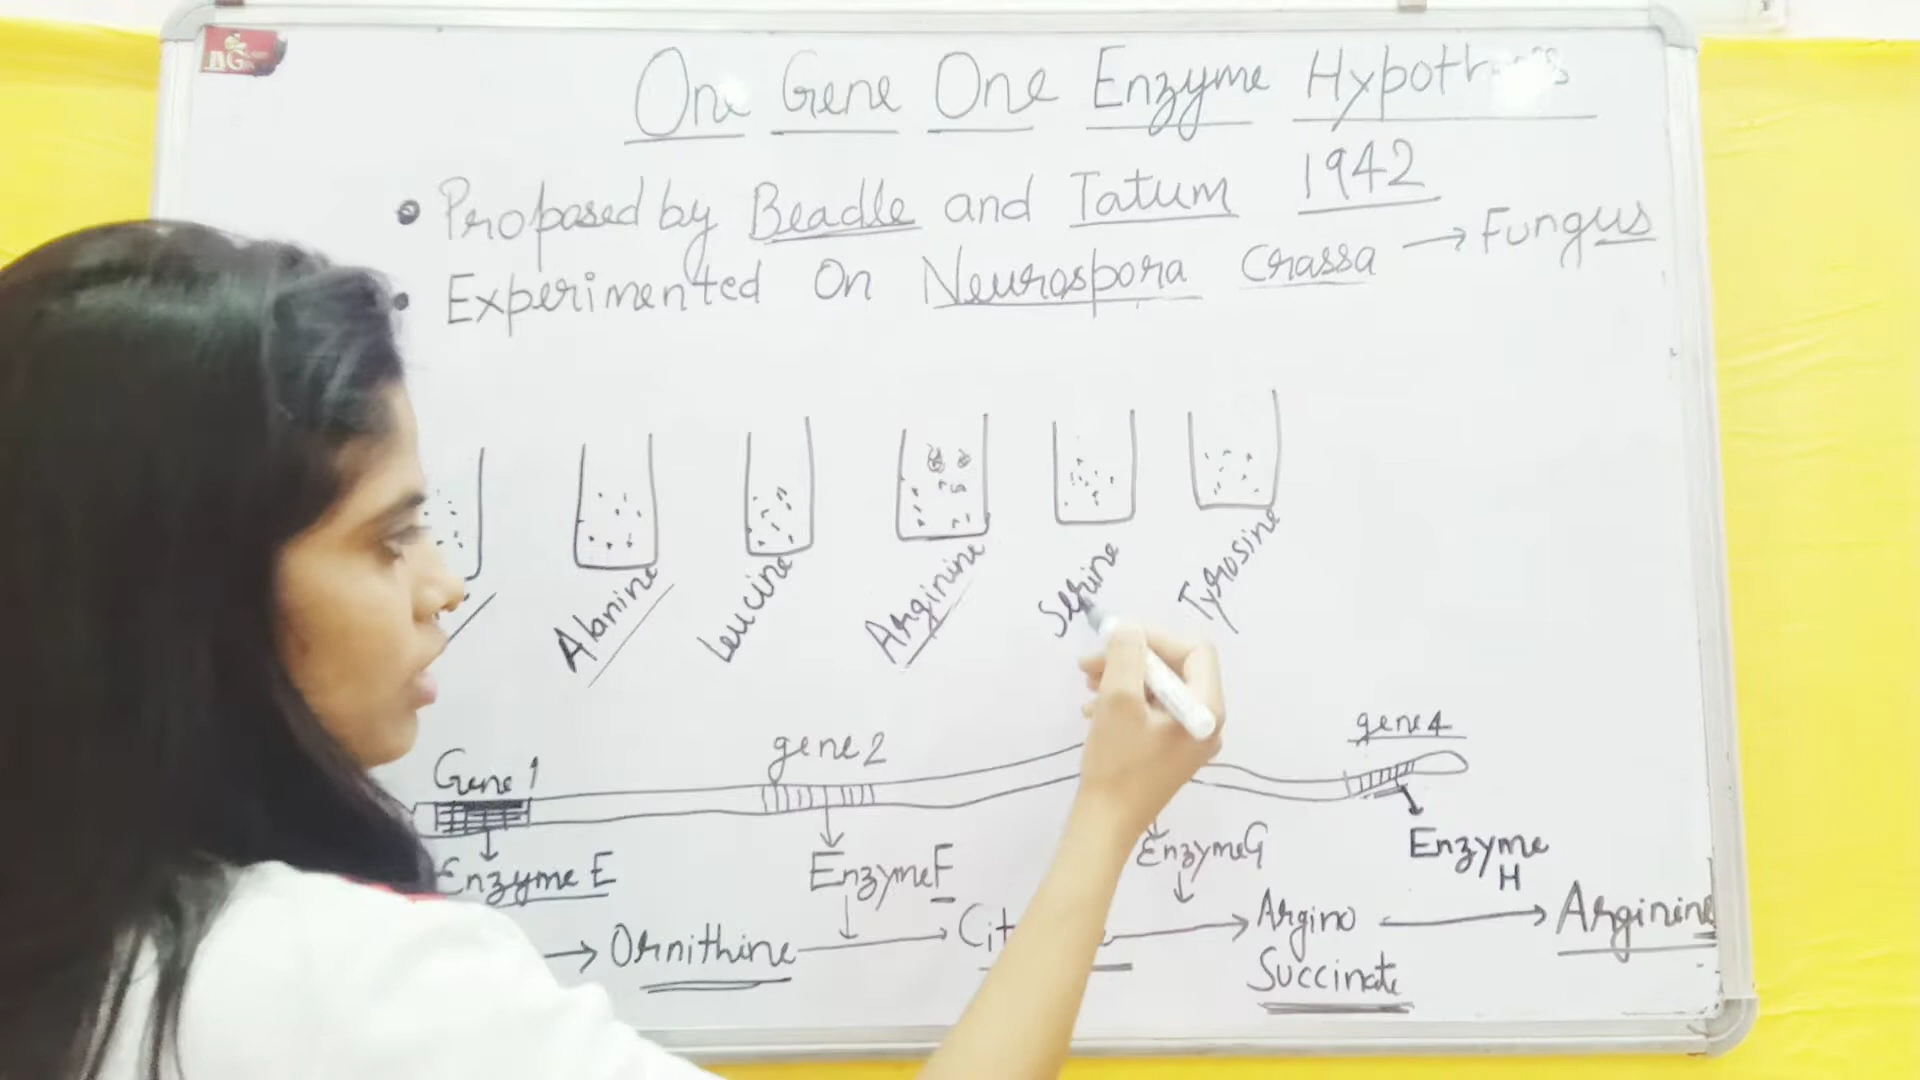 AG
One Gene One Enzyme
• Proposed by Beadle and Tatum 1942
• Experimented On Neurospora Crassa → Fungus
Alanine Leucine Arginine Serine Tyrosine
Gene 1 gene 2 gene 4
Enzyme E Enzyme F Enzyme G Enzyme H
→ Ornithine → → Argino Succinate → Arginine